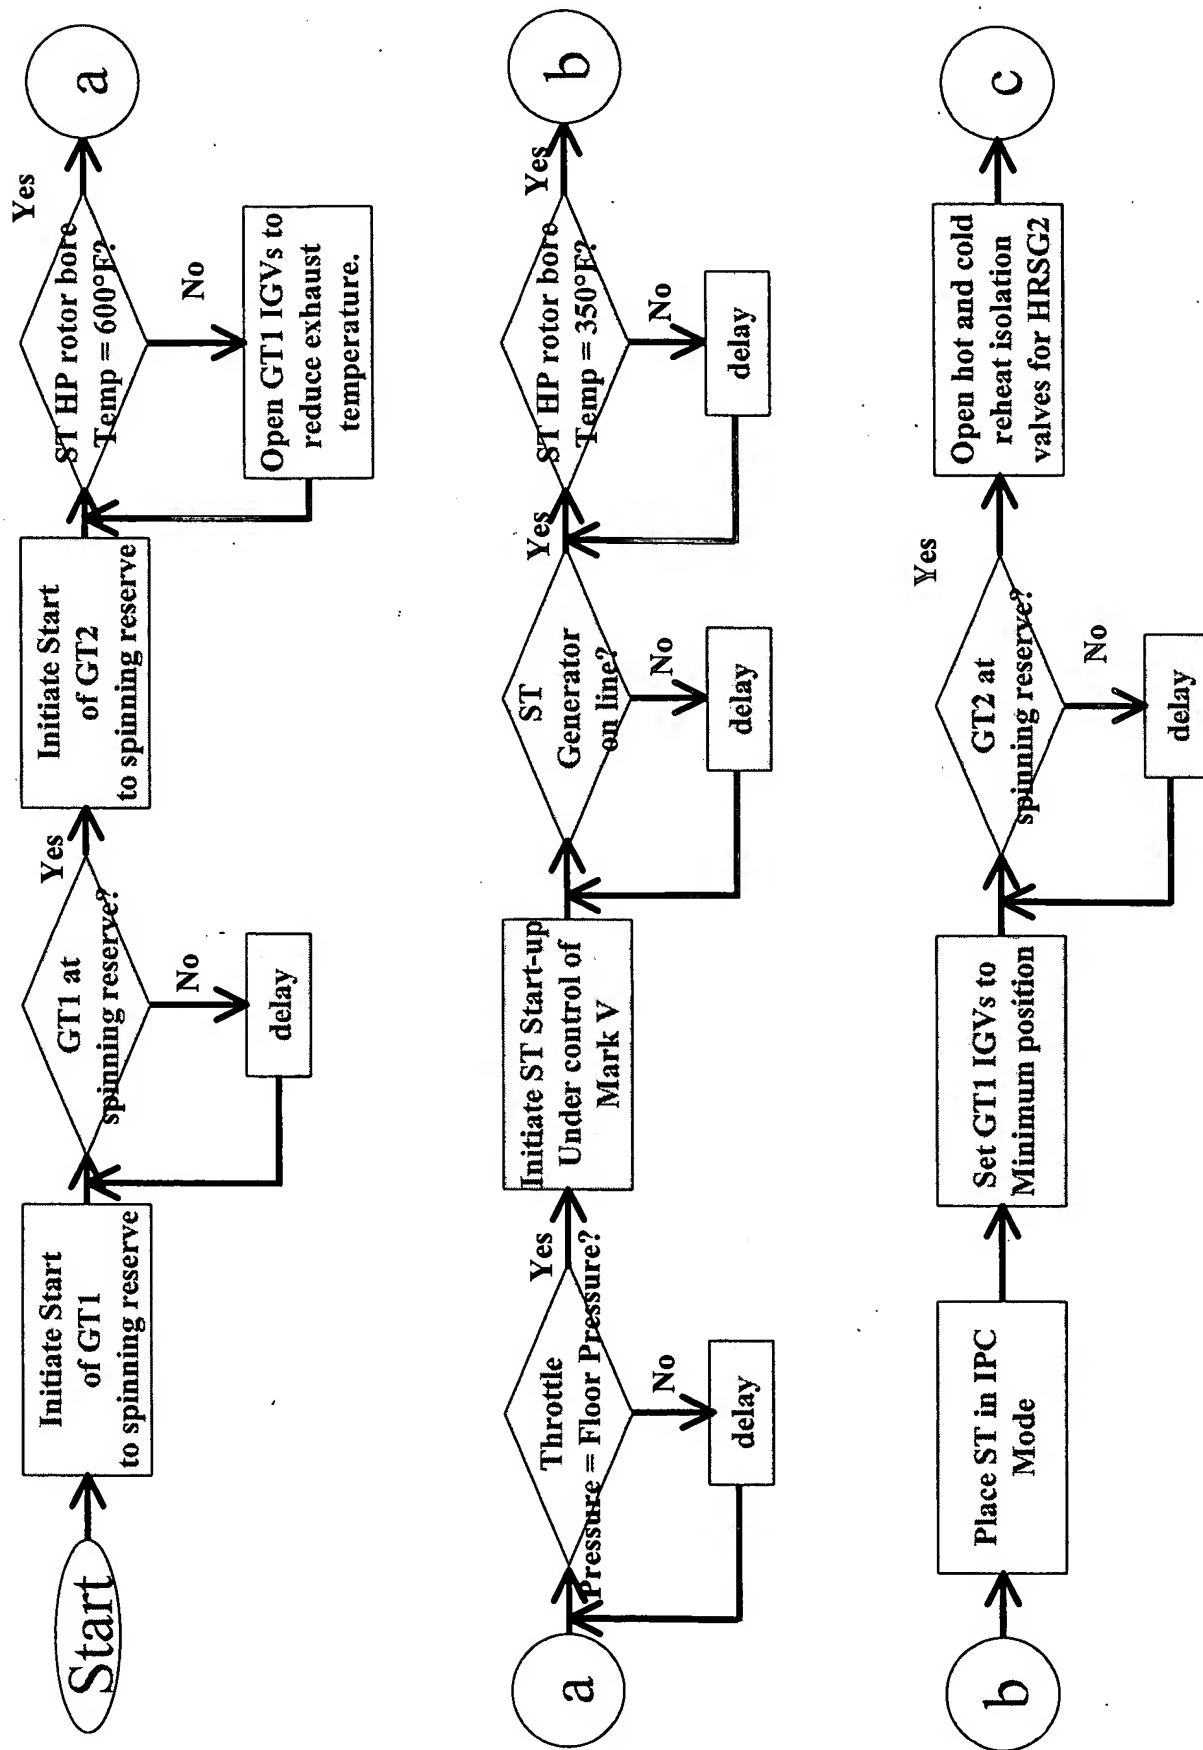 Start
Initiate Start
of GT1
to spinning reserve
GT1 at
spinning reserve?
No
delay
Yes
Initiate Start
of GT2
to spinning reserve
ST HP rotor bore
Temp = 600°F?
No
Open GT1 IGVs to
reduce exhaust
temperature.
Yes
a
a
Throttle
Pressure = Floor Pressure?
No
delay
Yes
Initiate ST Start-up
Under control of
Mark V
ST
Generator
on line?
No
delay
Yes
ST HP rotor bore
Temp = 350°F?
No
delay
Yes
b
b
Place ST in IPC
Mode
Set GT1 IGVs to
Minimum position
GT2 at
spinning reserve?
No
delay
Yes
Open hot and cold
reheat isolation
valves for HRSG2
c